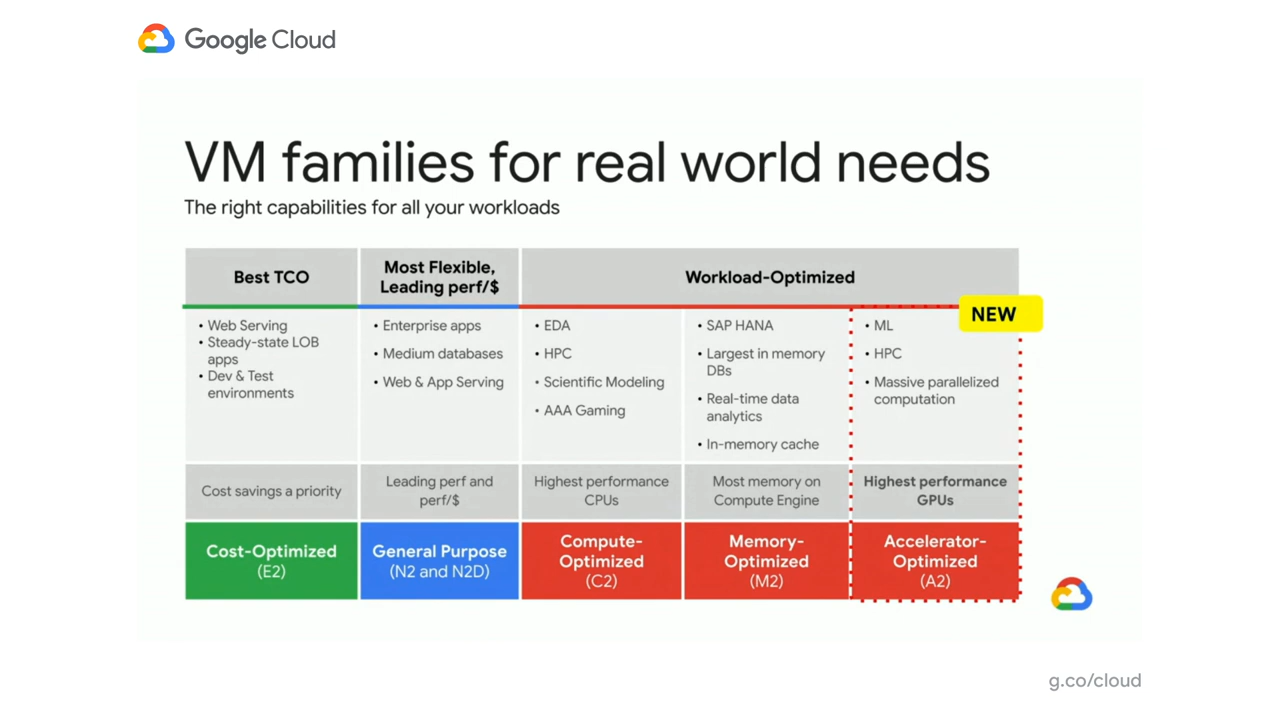 Google Cloud
VM families for real world needs
The right capabilities for all your workloads
Best TCO
Most Flexible,
Leading perf/$
Workload-Optimized
NEW
• Web Serving
• Steady-state LOB
apps
• Dev & Test
environments
• Enterprise apps
• Medium databases
• Web & App Serving
• EDA
• HPC
• Scientific Modeling
• AAA Gaming
• SAP HANA
• Largest in memory
DBs
• Real-time data
analytics
• In-memory cache
• ML
• HPC
• Massive parallelized
computation
Cost savings a priority
Leading perf and
perf/$
Highest performance
CPUs
Most memory on
Compute Engine
Highest performance
GPUs
Cost-Optimized
(E2)
General Purpose
(N2 and N2D)
Compute-
Optimized
(C2)
Memory-
Optimized
(M2)
Accelerator-
Optimized
(A2)
g.co/cloud